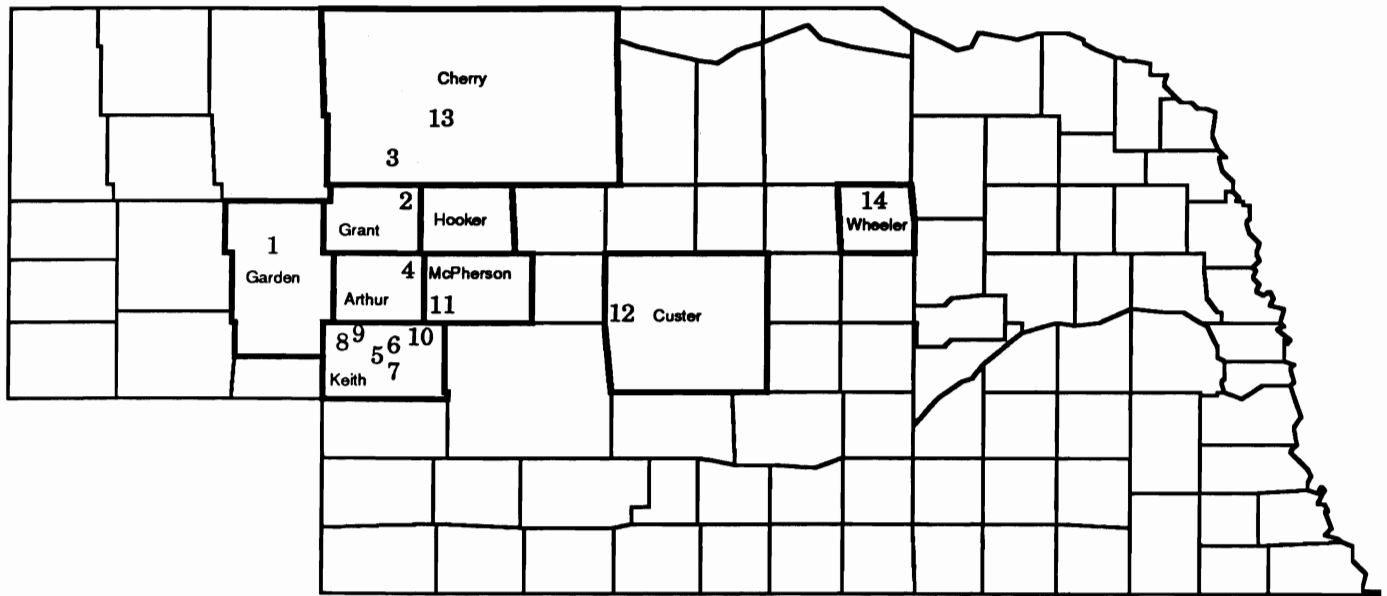 Cherry
13
3
2
14
Grant
Hooker
Wheeler
1
Garden
4
McPherson
Arthur
11
12
Custer
8
9
5
6
10
7
Keith